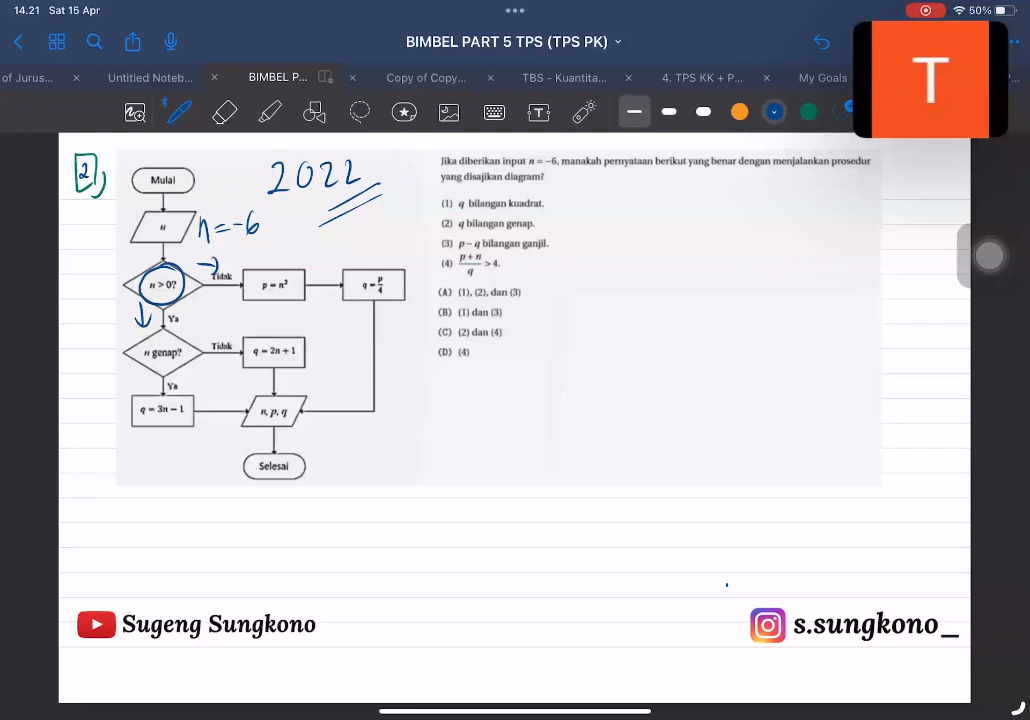 14.21 Sat 15 Apr
50%
BIMBEL PART 5 TPS (TPS PK)
of Jurus...
Untitled Noteb...
BIMBEL P...
Copy of Copy...
TBS - Kuantita...
4. TPS KK + P...
My Goals
T
2
2022
n = -6
Mulai
n
n > 0?
Tidak
p = n²
q = p/4
Ya
n genap?
Tidak
q = 2n + 1
Ya
q = 3n − 1
n, p, q
Selesai
Jika diberikan input n = −6, manakah pernyataan berikut yang benar dengan menjalankan prosedur
yang disajikan diagram?
(1) q bilangan kuadrat.
(2) q bilangan genap.
(3) p − q bilangan ganjil.
(4) (p + n)/q > 4.
(A) (1), (2), dan (3)
(B) (1) dan (3)
(C) (2) dan (4)
(D) (4)
Sugeng Sungkono
s.sungkono_